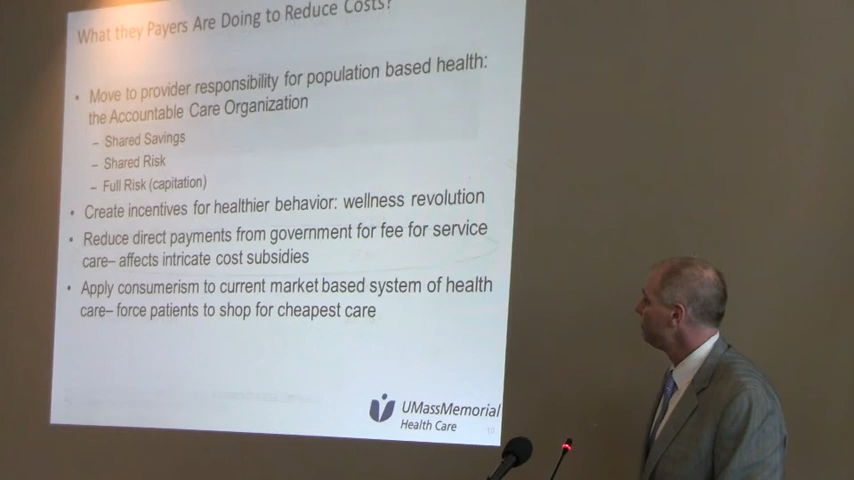 What they Payers Are Doing to Reduce Costs?
• Move to provider responsibility for population based health:
the Accountable Care Organization
– Shared Savings
– Shared Risk
– Full Risk (capitation)
• Create incentives for healthier behavior: wellness revolution
• Reduce direct payments from government for fee for service
care– affects intricate cost subsidies
• Apply consumerism to current market based system of health
care– force patients to shop for cheapest care
UMassMemorial
Health Care
10